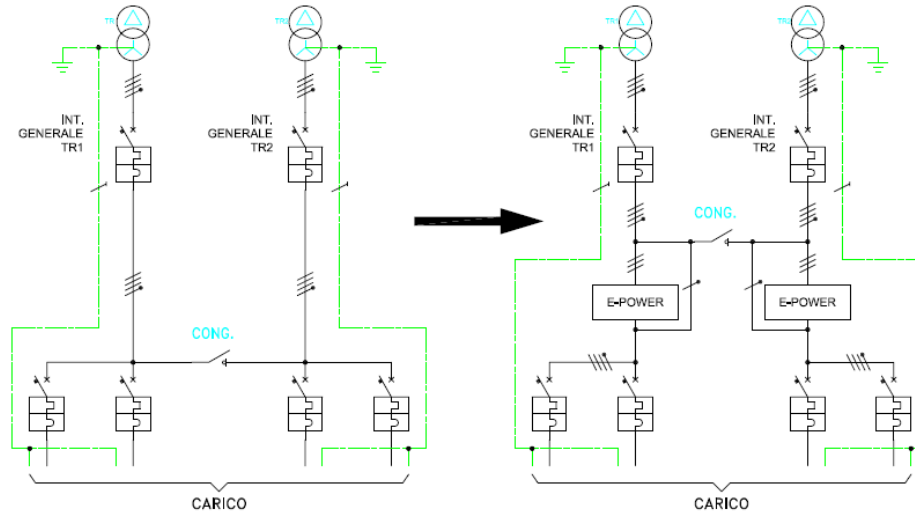 TR
TR2
INT.
GENERALE
TR1
INT.
GENERALE
TR2
CONG.
CARICO
TR1
TR2
INT.
GENERALE
TR1
INT.
GENERALE
TR2
CONG.
E-POWER
E-POWER
CARICO